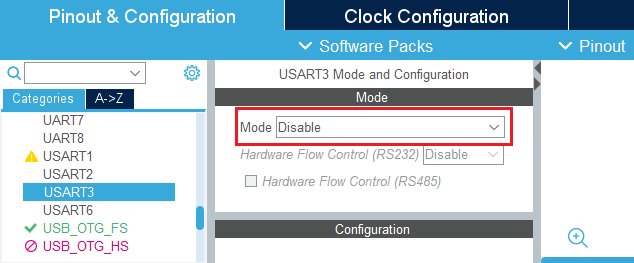 Pinout & Configuration
Clock Configuration
Software Packs
Pinout
Categories
A->Z
UART7
UART8
USART1
USART2
USART3
USART6
USB_OTG_FS
USB_OTG_HS
USART3 Mode and Configuration
Mode
Mode Disable
Hardware Flow Control (RS232) Disable
Hardware Flow Control (RS485)
Configuration